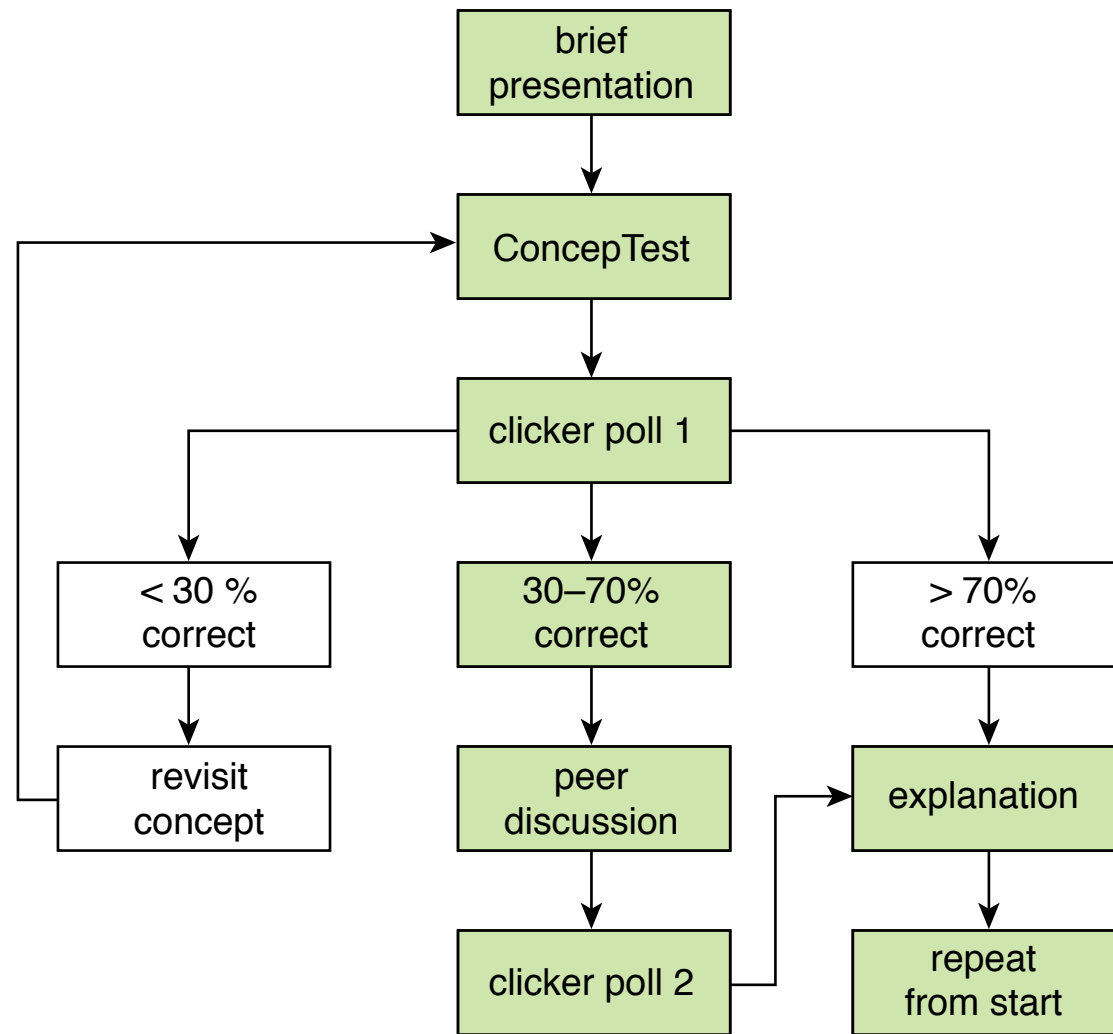 brief
presentation
ConcepTest
clicker poll 1
< 30 %
correct
30–70%
correct
> 70%
correct
revisit
concept
peer
discussion
explanation
clicker poll 2
repeat
from start